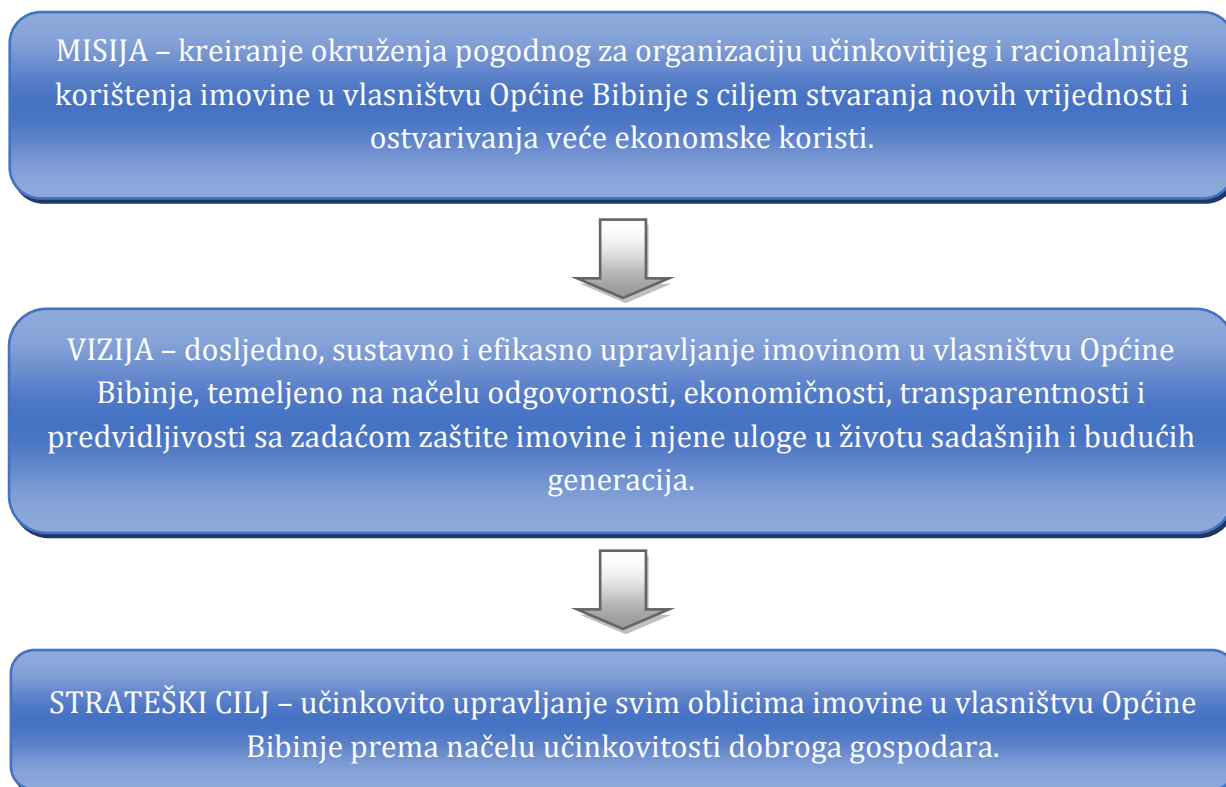 MISIJA – kreiranje okruženja pogodnog za organizaciju učinkovitijeg i racionalnijeg
korištenja imovine u vlasništvu Općine Bibinje s ciljem stvaranja novih vrijednosti i
ostvarivanja veće ekonomske koristi.
VIZIJA – dosljedno, sustavno i efikasno upravljanje imovinom u vlasništvu Općine
Bibinje, temeljeno na načelu odgovornosti, ekonomičnosti, transparentnosti i
predvidljivosti sa zadaćom zaštite imovine i njene uloge u životu sadašnjih i budućih
generacija.
STRATEŠKI CILJ – učinkovito upravljanje svim oblicima imovine u vlasništvu Općine
Bibinje prema načelu učinkovitosti dobroga gospodara.